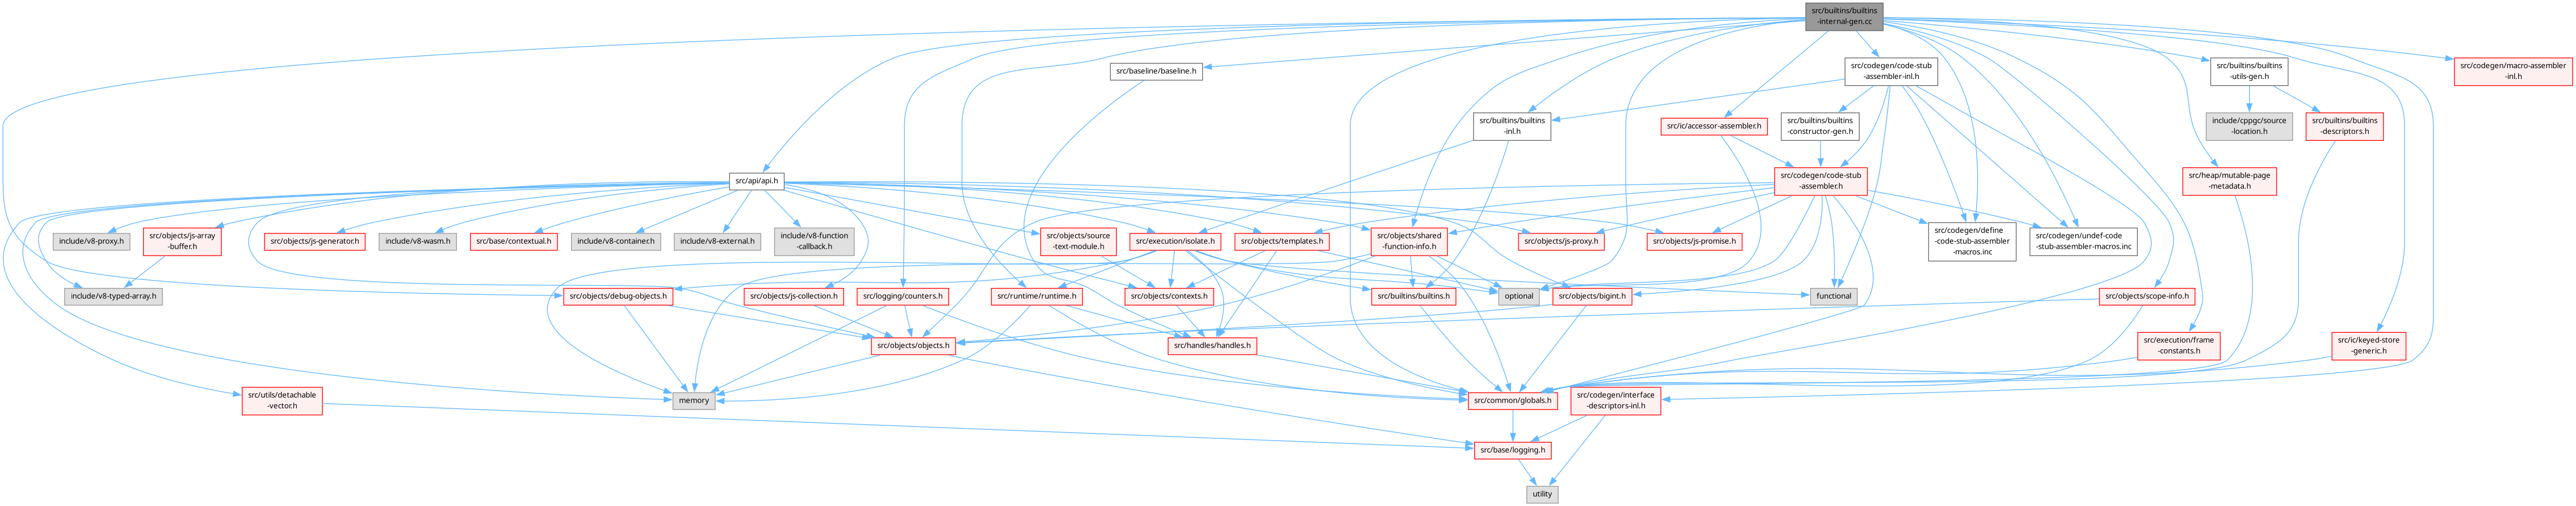 src/builtins/builtins
-internal-gen.cc
src/baseline/baseline.h
src/codegen/code-stub
-assembler-inl.h
src/builtins/builtins
-utils-gen.h
src/codegen/macro-assembler
-inl.h
src/builtins/builtins
-inl.h
src/ic/accessor-assembler.h
src/builtins/builtins
-constructor-gen.h
include/cppgc/source
-location.h
src/builtins/builtins
-descriptors.h
src/api/api.h
src/codegen/code-stub
-assembler.h
src/heap/mutable-page
-metadata.h
include/v8-proxy.h
src/objects/js-array
-buffer.h
src/objects/js-generator.h
include/v8-wasm.h
src/base/contextual.h
include/v8-container.h
include/v8-external.h
include/v8-function
-callback.h
src/objects/source
-text-module.h
src/execution/isolate.h
src/objects/templates.h
src/objects/shared
-function-info.h
src/objects/js-proxy.h
src/objects/js-promise.h
src/codegen/define
-code-stub-assembler
-macros.inc
src/codegen/undef-code
-stub-assembler-macros.inc
include/v8-typed-array.h
src/objects/debug-objects.h
src/objects/js-collection.h
src/logging/counters.h
src/runtime/runtime.h
src/objects/contexts.h
src/builtins/builtins.h
optional
src/objects/bigint.h
functional
src/objects/scope-info.h
src/objects/objects.h
src/handles/handles.h
src/execution/frame
-constants.h
src/ic/keyed-store
-generic.h
src/utils/detachable
-vector.h
memory
src/common/globals.h
src/codegen/interface
-descriptors-inl.h
src/base/logging.h
utility